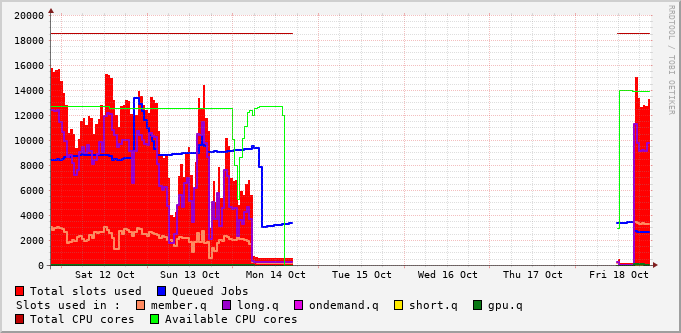 RRDTOOL / TOBI OETIKER
20000
18000
16000
14000
12000
10000
8000
6000
4000
2000
0
Sat 12 Oct Sun 13 Oct Mon 14 Oct Tue 15 Oct Wed 16 Oct Thu 17 Oct Fri 18 Oct
Total slots used Queued Jobs
Slots used in : member.q long.q ondemand.q short.q gpu.q
Total CPU cores Available CPU cores